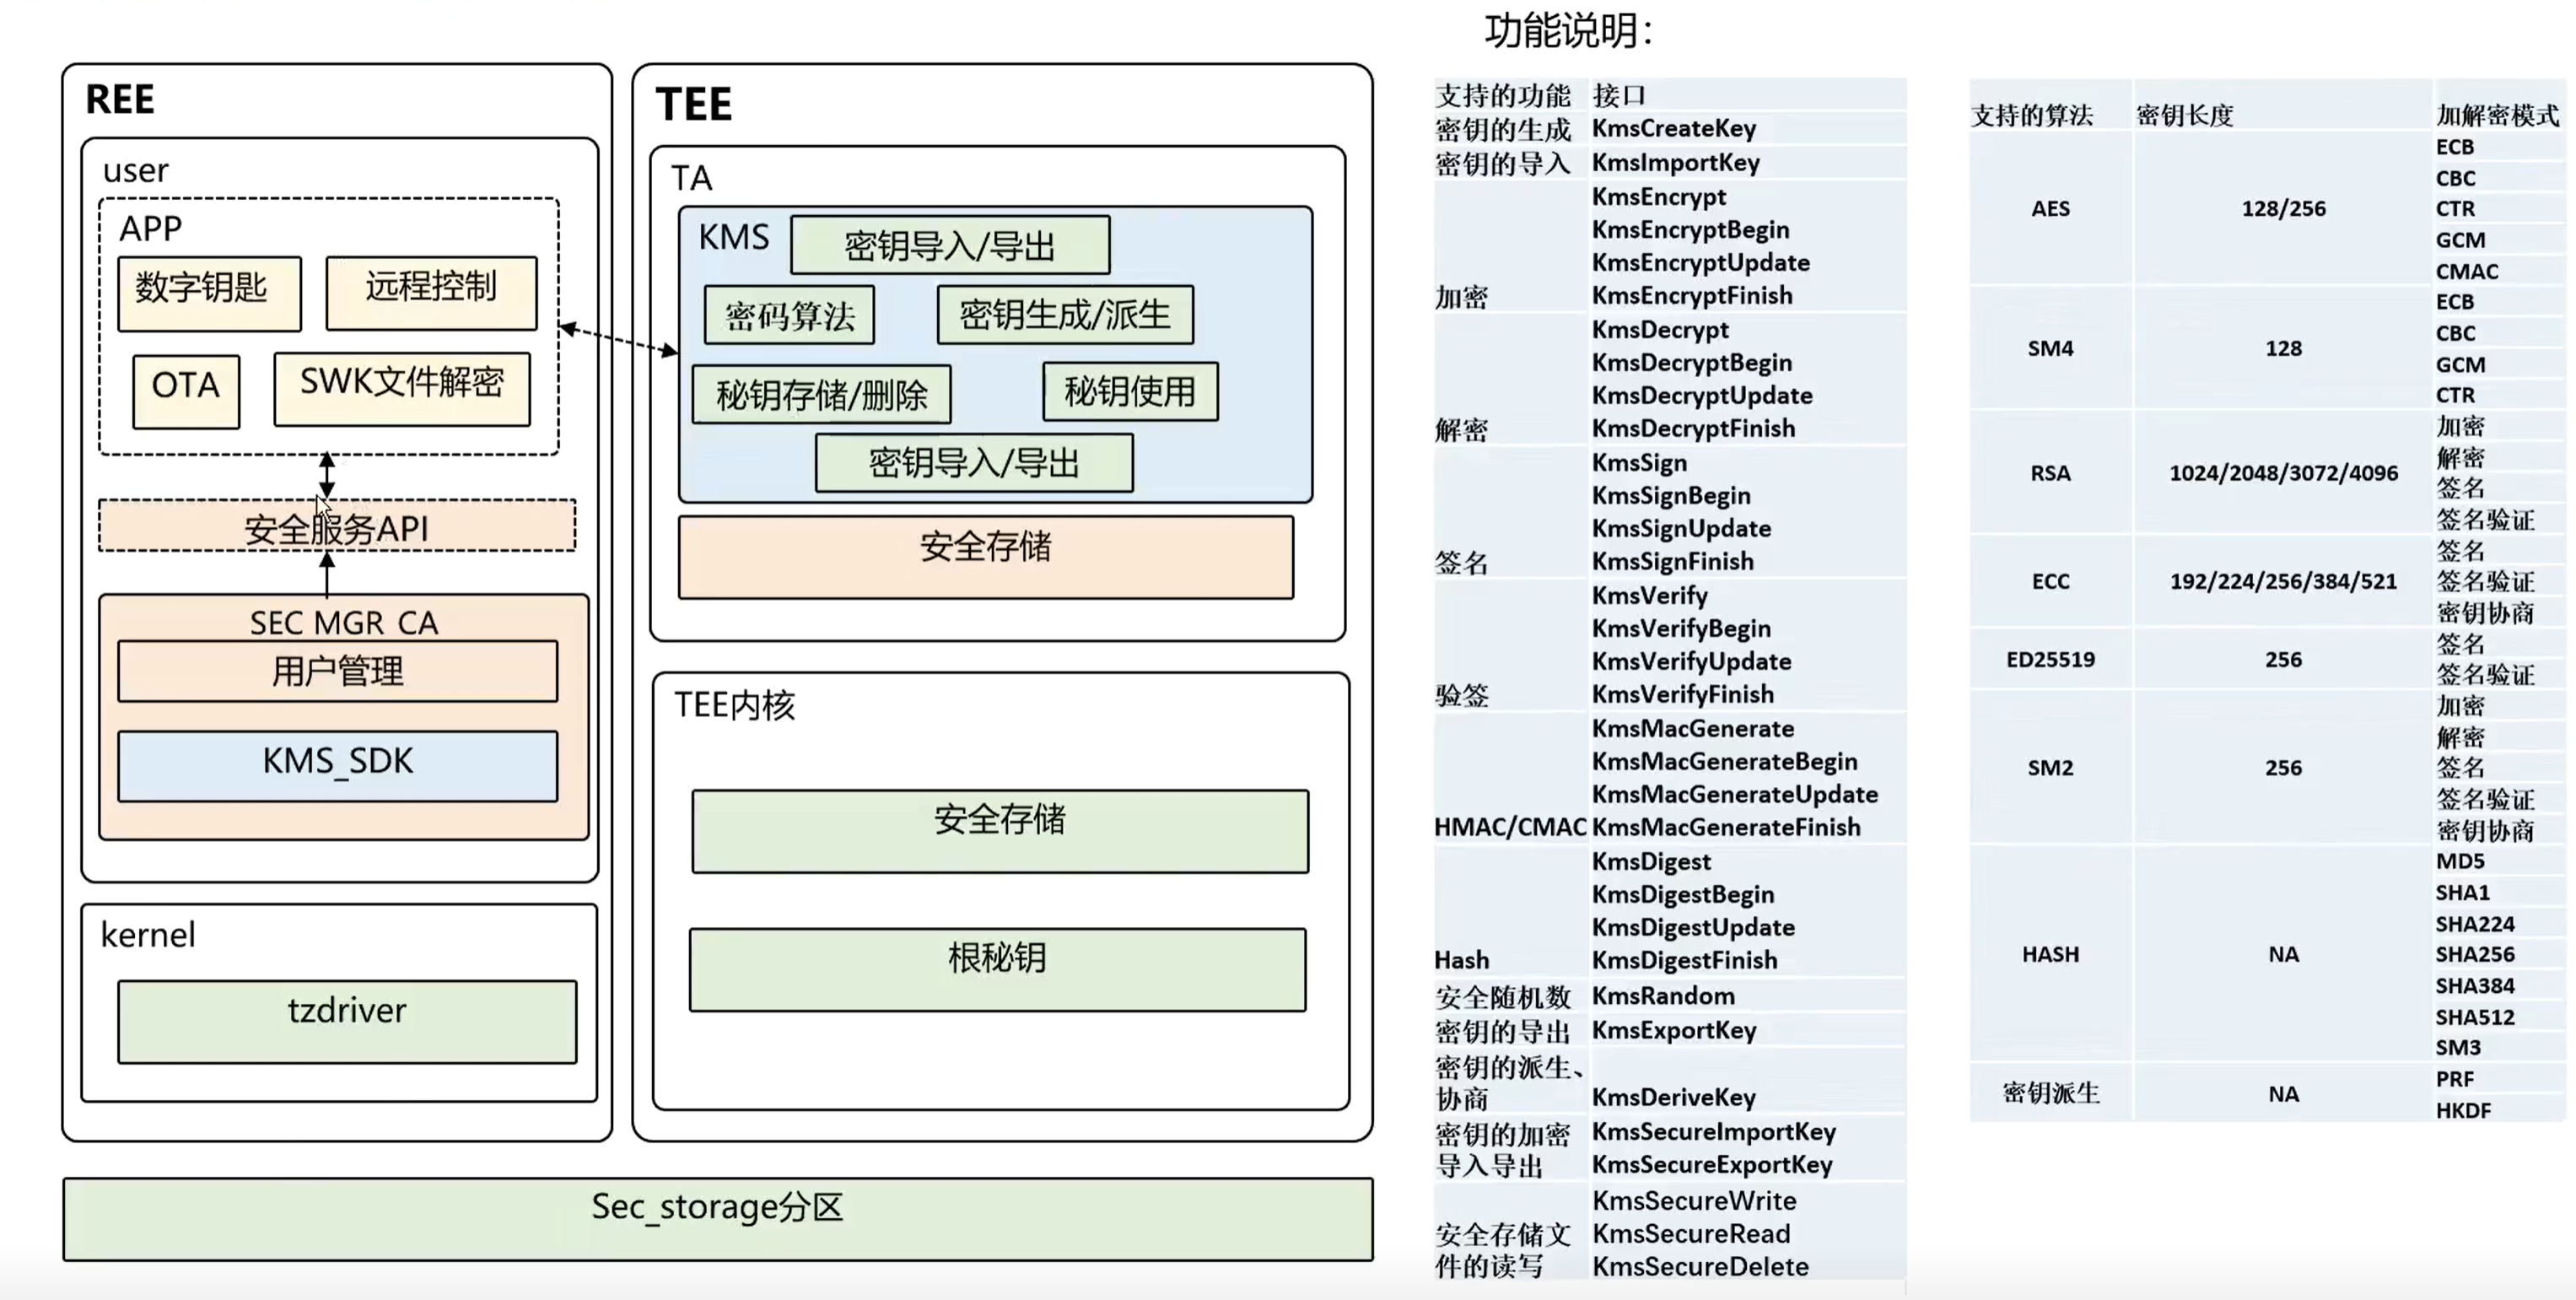 功能说明：
REE
user
APP
数字钥匙
远程控制
OTA
SWK文件解密
安全服务API
SEC MGR CA
用户管理
KMS_SDK
kernel
tzdriver
TEE
TA
KMS
密钥导入/导出
密码算法
密钥生成/派生
秘钥存储/删除
秘钥使用
密钥导入/导出
安全存储
TEE内核
安全存储
根秘钥
Sec_storage分区
支持的功能 接口
密钥的生成 KmsCreateKey
密钥的导入 KmsImportKey
KmsEncrypt
KmsEncryptBegin
KmsEncryptUpdate
加密 KmsEncryptFinish
KmsDecrypt
KmsDecryptBegin
KmsDecryptUpdate
解密 KmsDecryptFinish
KmsSign
KmsSignBegin
KmsSignUpdate
签名 KmsSignFinish
KmsVerify
KmsVerifyBegin
KmsVerifyUpdate
验签 KmsVerifyFinish
KmsMacGenerate
KmsMacGenerateBegin
KmsMacGenerateUpdate
HMAC/CMAC KmsMacGenerateFinish
KmsDigest
KmsDigestBegin
KmsDigestUpdate
Hash KmsDigestFinish
安全随机数 KmsRandom
密钥的导出 KmsExportKey
密钥的派生、
协商 KmsDeriveKey
密钥的加密 KmsSecureImportKey
导入导出 KmsSecureExportKey
KmsSecureWrite
安全存储文 KmsSecureRead
件的读写 KmsSecureDelete
支持的算法 密钥长度 加解密模式
ECB
CBC
AES 128/256 CTR
GCM
CMAC
ECB
CBC
SM4 128
GCM
CTR
加密
解密
RSA 1024/2048/3072/4096
签名
签名验证
签名
ECC 192/224/256/384/521 签名验证
密钥协商
签名
ED25519 256
签名验证
加密
解密
SM2 256 签名
签名验证
密钥协商
MD5
SHA1
SHA224
HASH NA SHA256
SHA384
SHA512
SM3
PRF
密钥派生 NA
HKDF